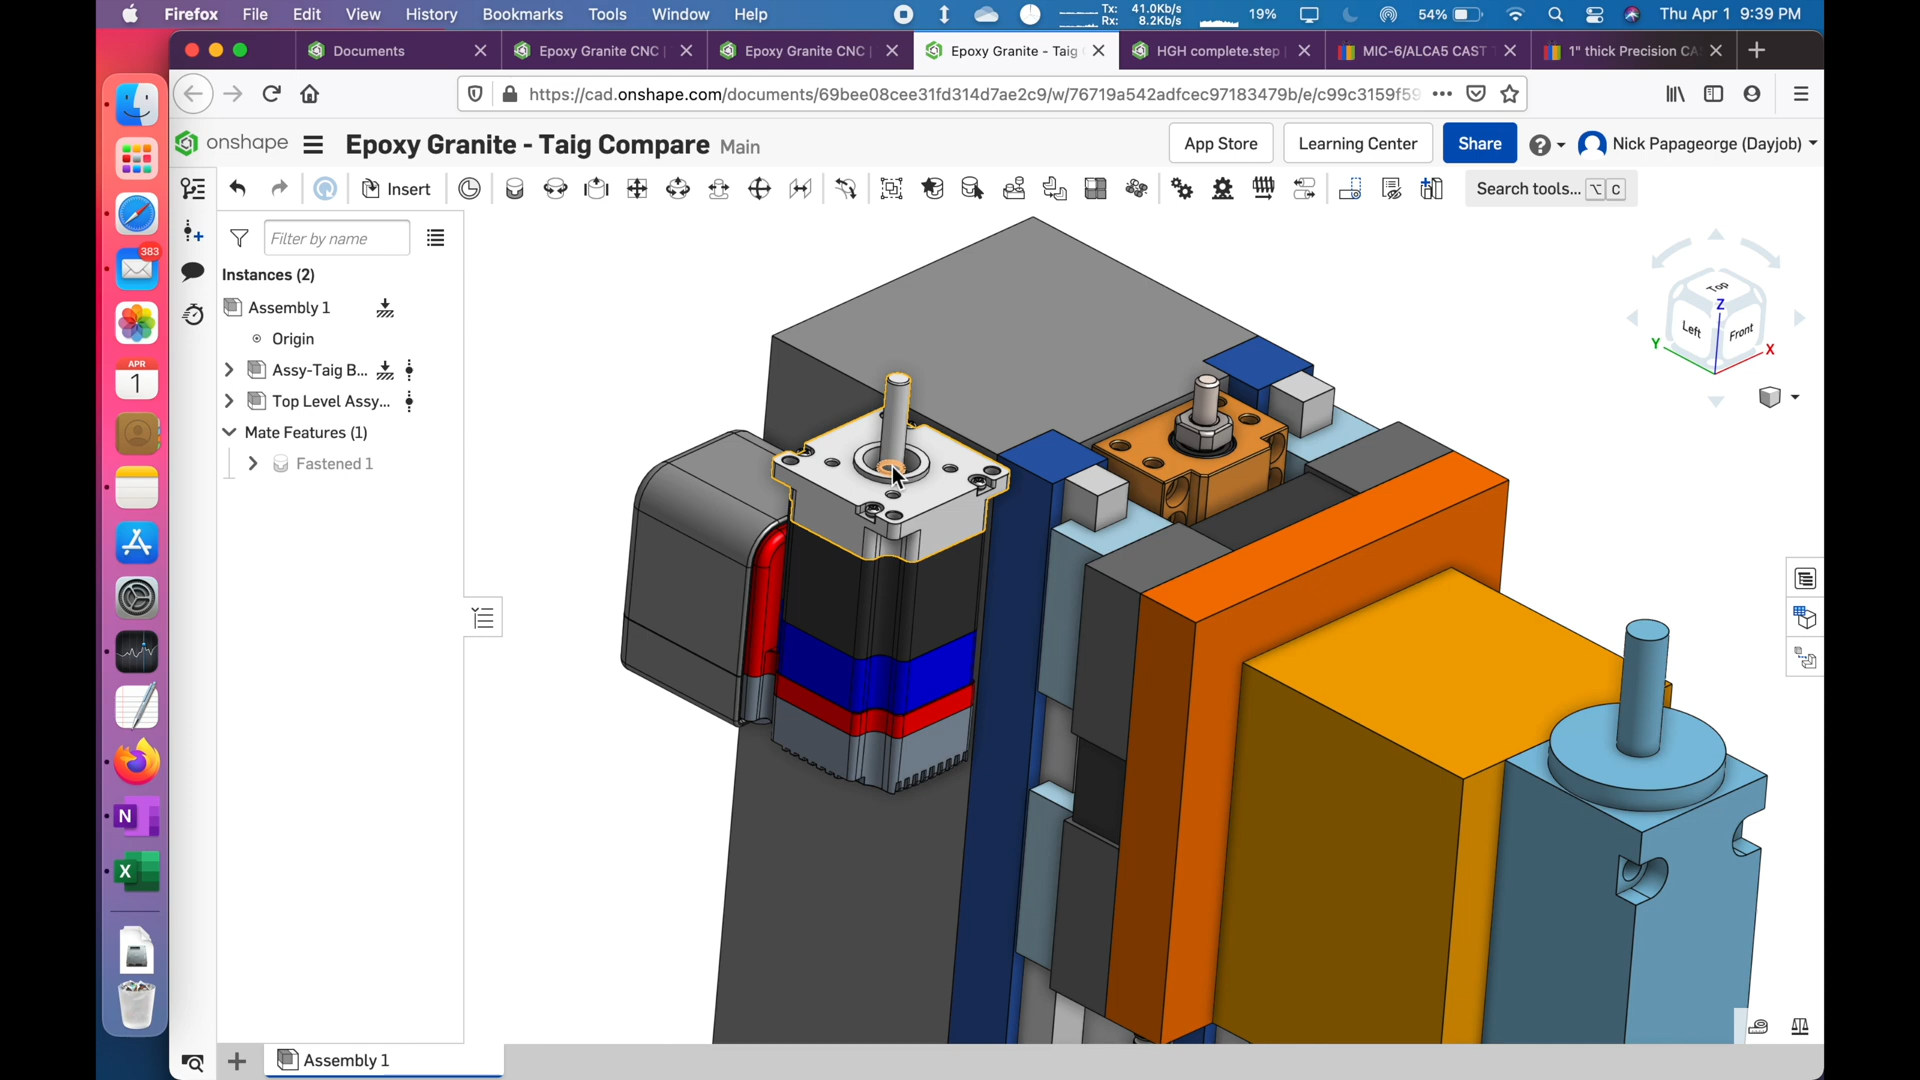 Firefox File Edit View History Bookmarks Tools Window Help
Tx: 41.0Kb/s
Rx: 8.2Kb/s
19%
54%
Thu Apr 1 9:39 PM
Documents
Epoxy Granite CNC |
Epoxy Granite CNC |
Epoxy Granite - Taig
HGH complete.step
MIC-6/ALCA5 CAST
1" thick Precision CA
https://cad.onshape.com/documents/69bee08cee31fd314d7ae2c9/w/76719a542adfcec97183479b/e/c99c3159f59
onshape
Epoxy Granite - Taig Compare Main
App Store
Learning Center
Share
Nick Papageorge (Dayjob)
Insert
Search tools... ⌥ C
Filter by name
Instances (2)
Assembly 1
Origin
Assy-Taig B...
Top Level Assy...
Mate Features (1)
Fastened 1
383
APR
1
N
X
Top
Left
Front
Z
Y
X
Assembly 1